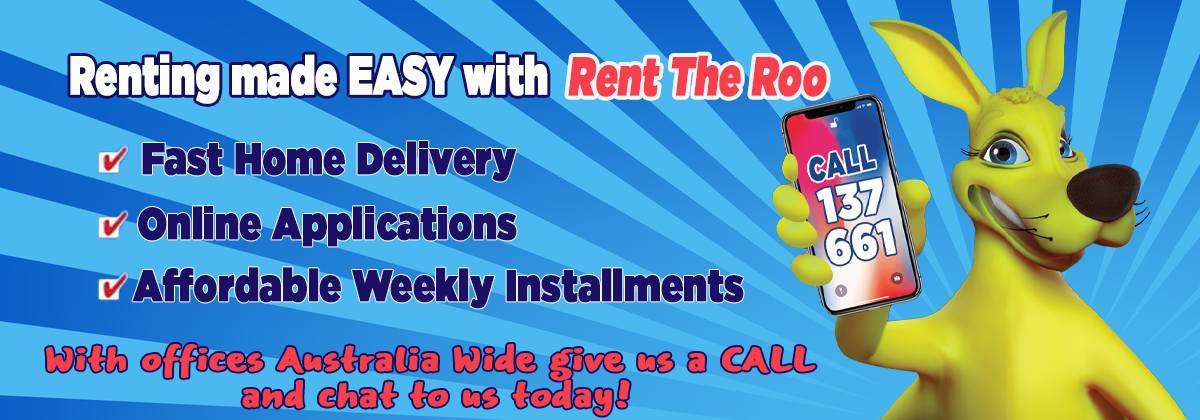 Renting made EASY with Rent The Roo
Fast Home Delivery
Online Applications
Affordable Weekly Installments
With offices Australia Wide give us a CALL
and chat to us today!
CALL
137
661